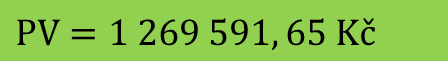 PV = 1 269 591, 65 Kč